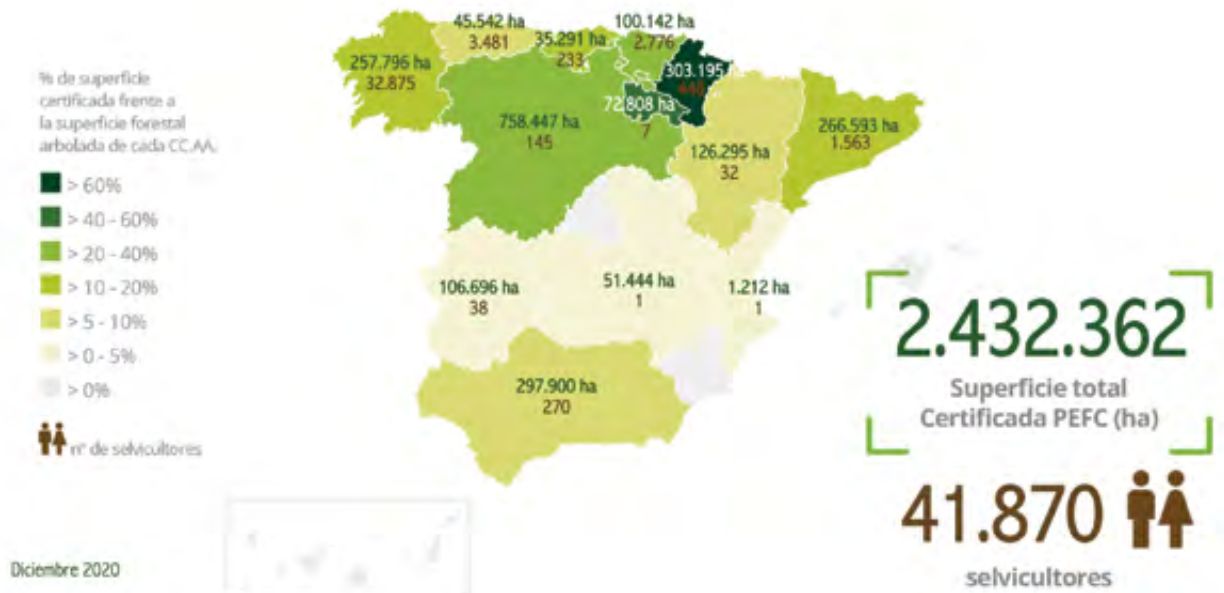 % de superficie
certificada frente a
la superficie forestal
arbolada de cada CC.AA.
> 60%
> 40 - 60%
> 20 - 40%
> 10 - 20%
> 5 - 10%
> 0 - 5%
> 0%
nº de selvicultores
Diciembre 2020
257.796 ha
32.875
45.542 ha
3.481
35.291 ha
233
100.142 ha
2.776
303.195
448
72.808 ha
7
758.447 ha
145
126.295 ha
32
266.593 ha
1.563
106.696 ha
38
51.444 ha
1
1.212 ha
1
297.900 ha
270
2.432.362
Superficie total
Certificada PEFC (ha)
41.870
selvicultores